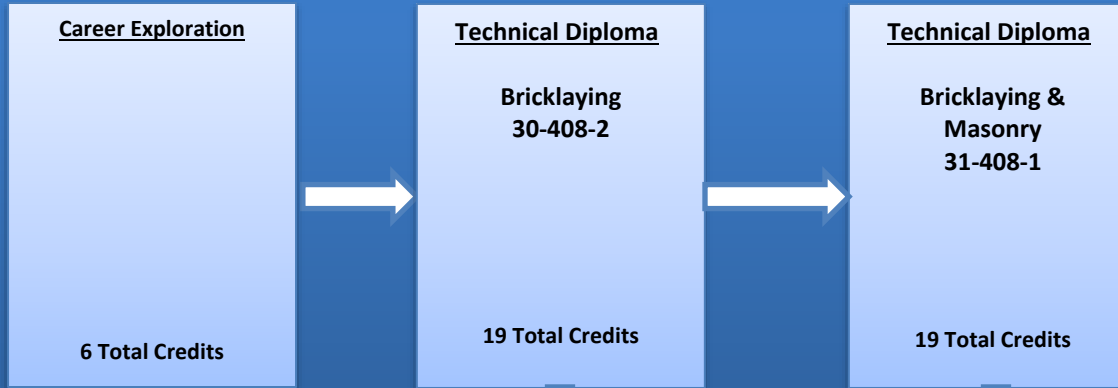 Career Exploration
6 Total Credits
Technical Diploma
Bricklaying
30-408-2
19 Total Credits
Technical Diploma
Bricklaying &
Masonry
31-408-1
19 Total Credits